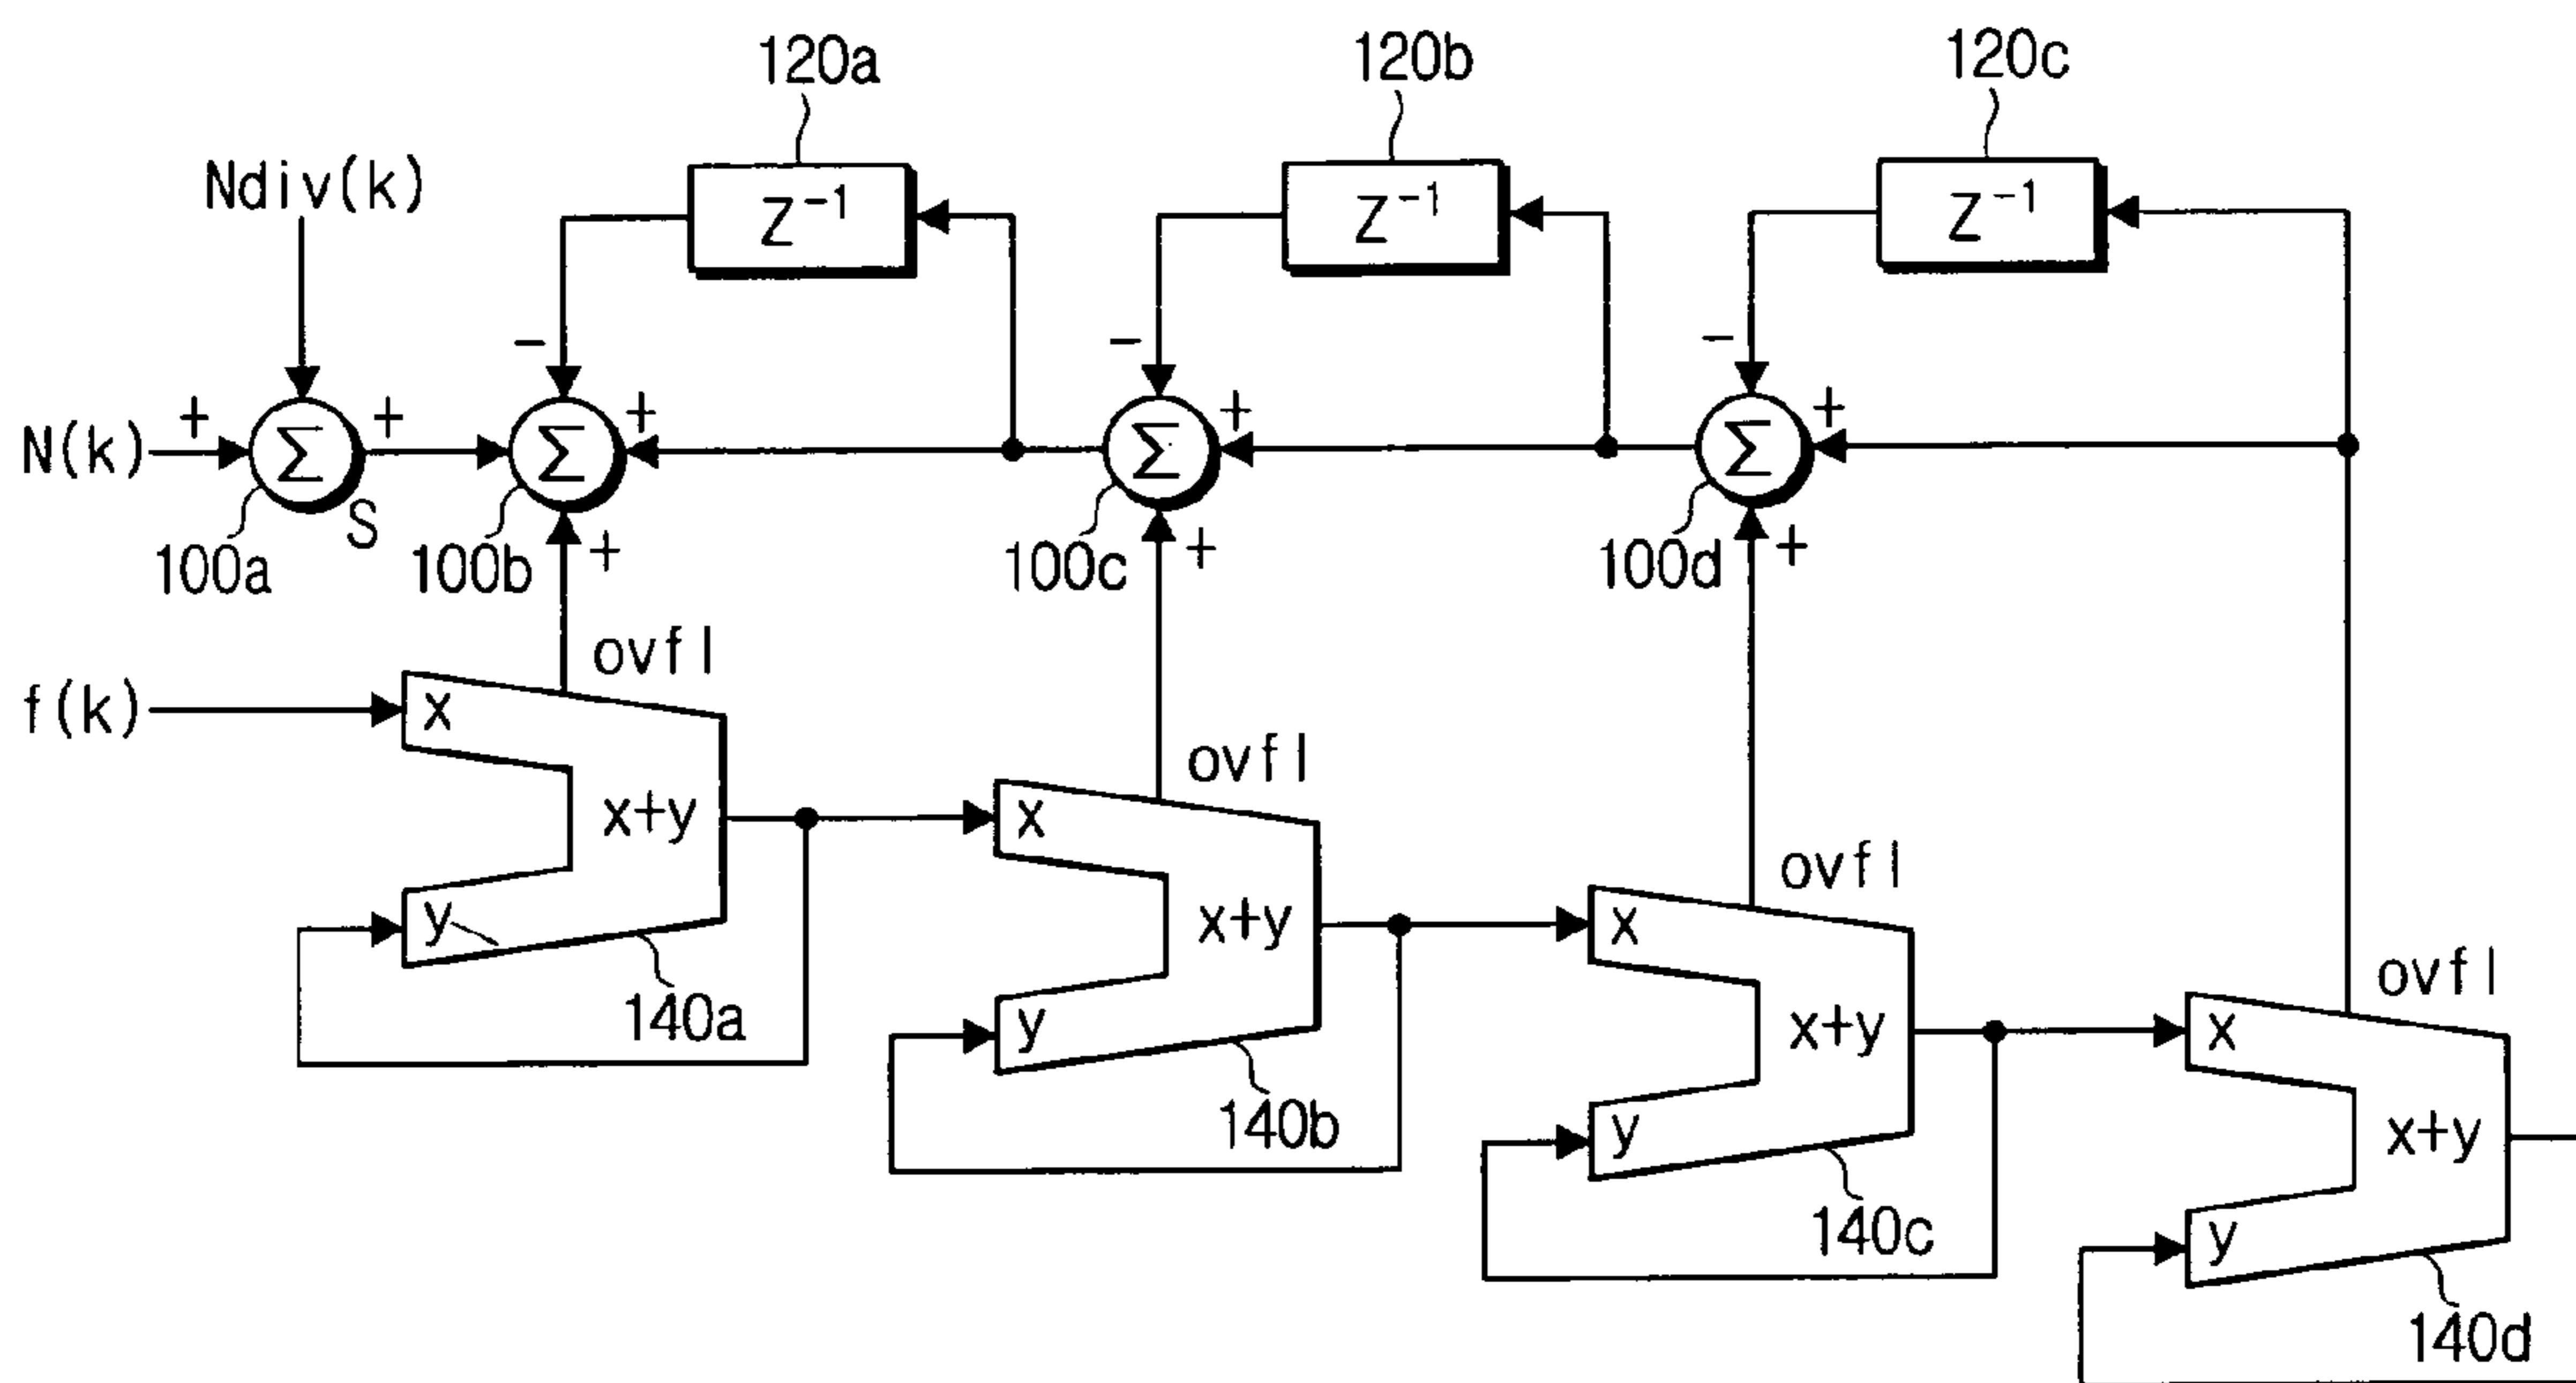 120a
120b
120c
Ndiv(k)
Z⁻¹
Z⁻¹
Z⁻¹
− − −
N(k) + Σ + Σ + Σ + Σ +
S
100a
100b
+
100c
+
100d
+
ovfl
f(k)
x
x+y
y
140a
ovfl
x
x+y
y
140b
ovfl
x
x+y
y
140c
ovfl
x
x+y
y
140d